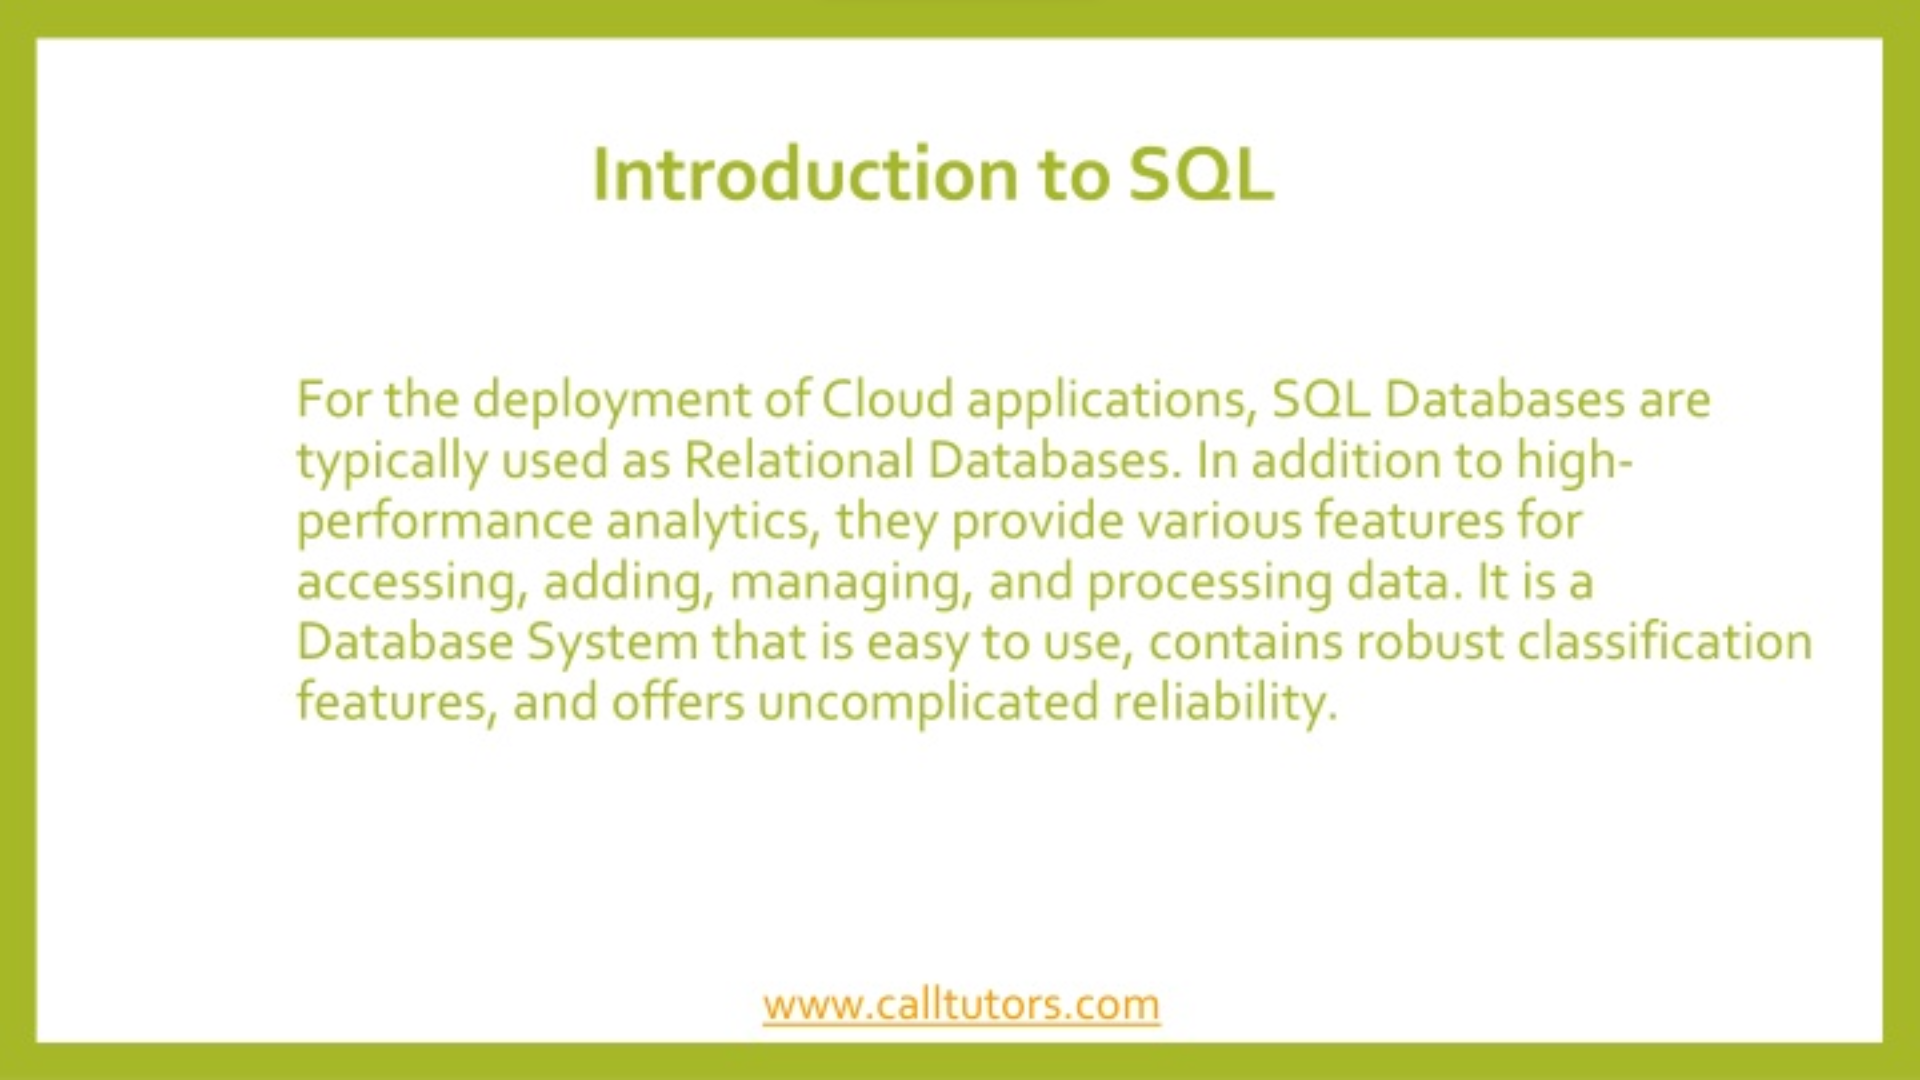 Introduction to SQL
For the deployment of Cloud applications, SQL Databases are
typically used as Relational Databases. In addition to high-
performance analytics, they provide various features for
accessing, adding, managing, and processing data. It is a
Database System that is easy to use, contains robust classification
features, and offers uncomplicated reliability.
www.calltutors.com